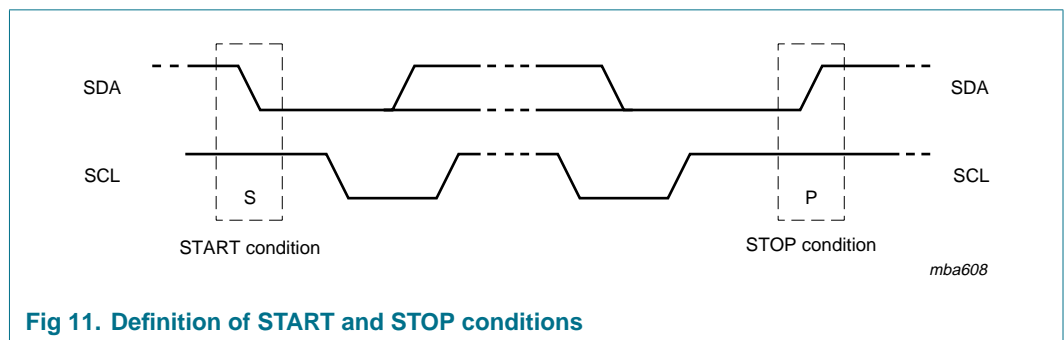 SDA
SDA
SCL
SCL
S
P
START condition
STOP condition
mba608
Fig 11. Definition of START and STOP conditions